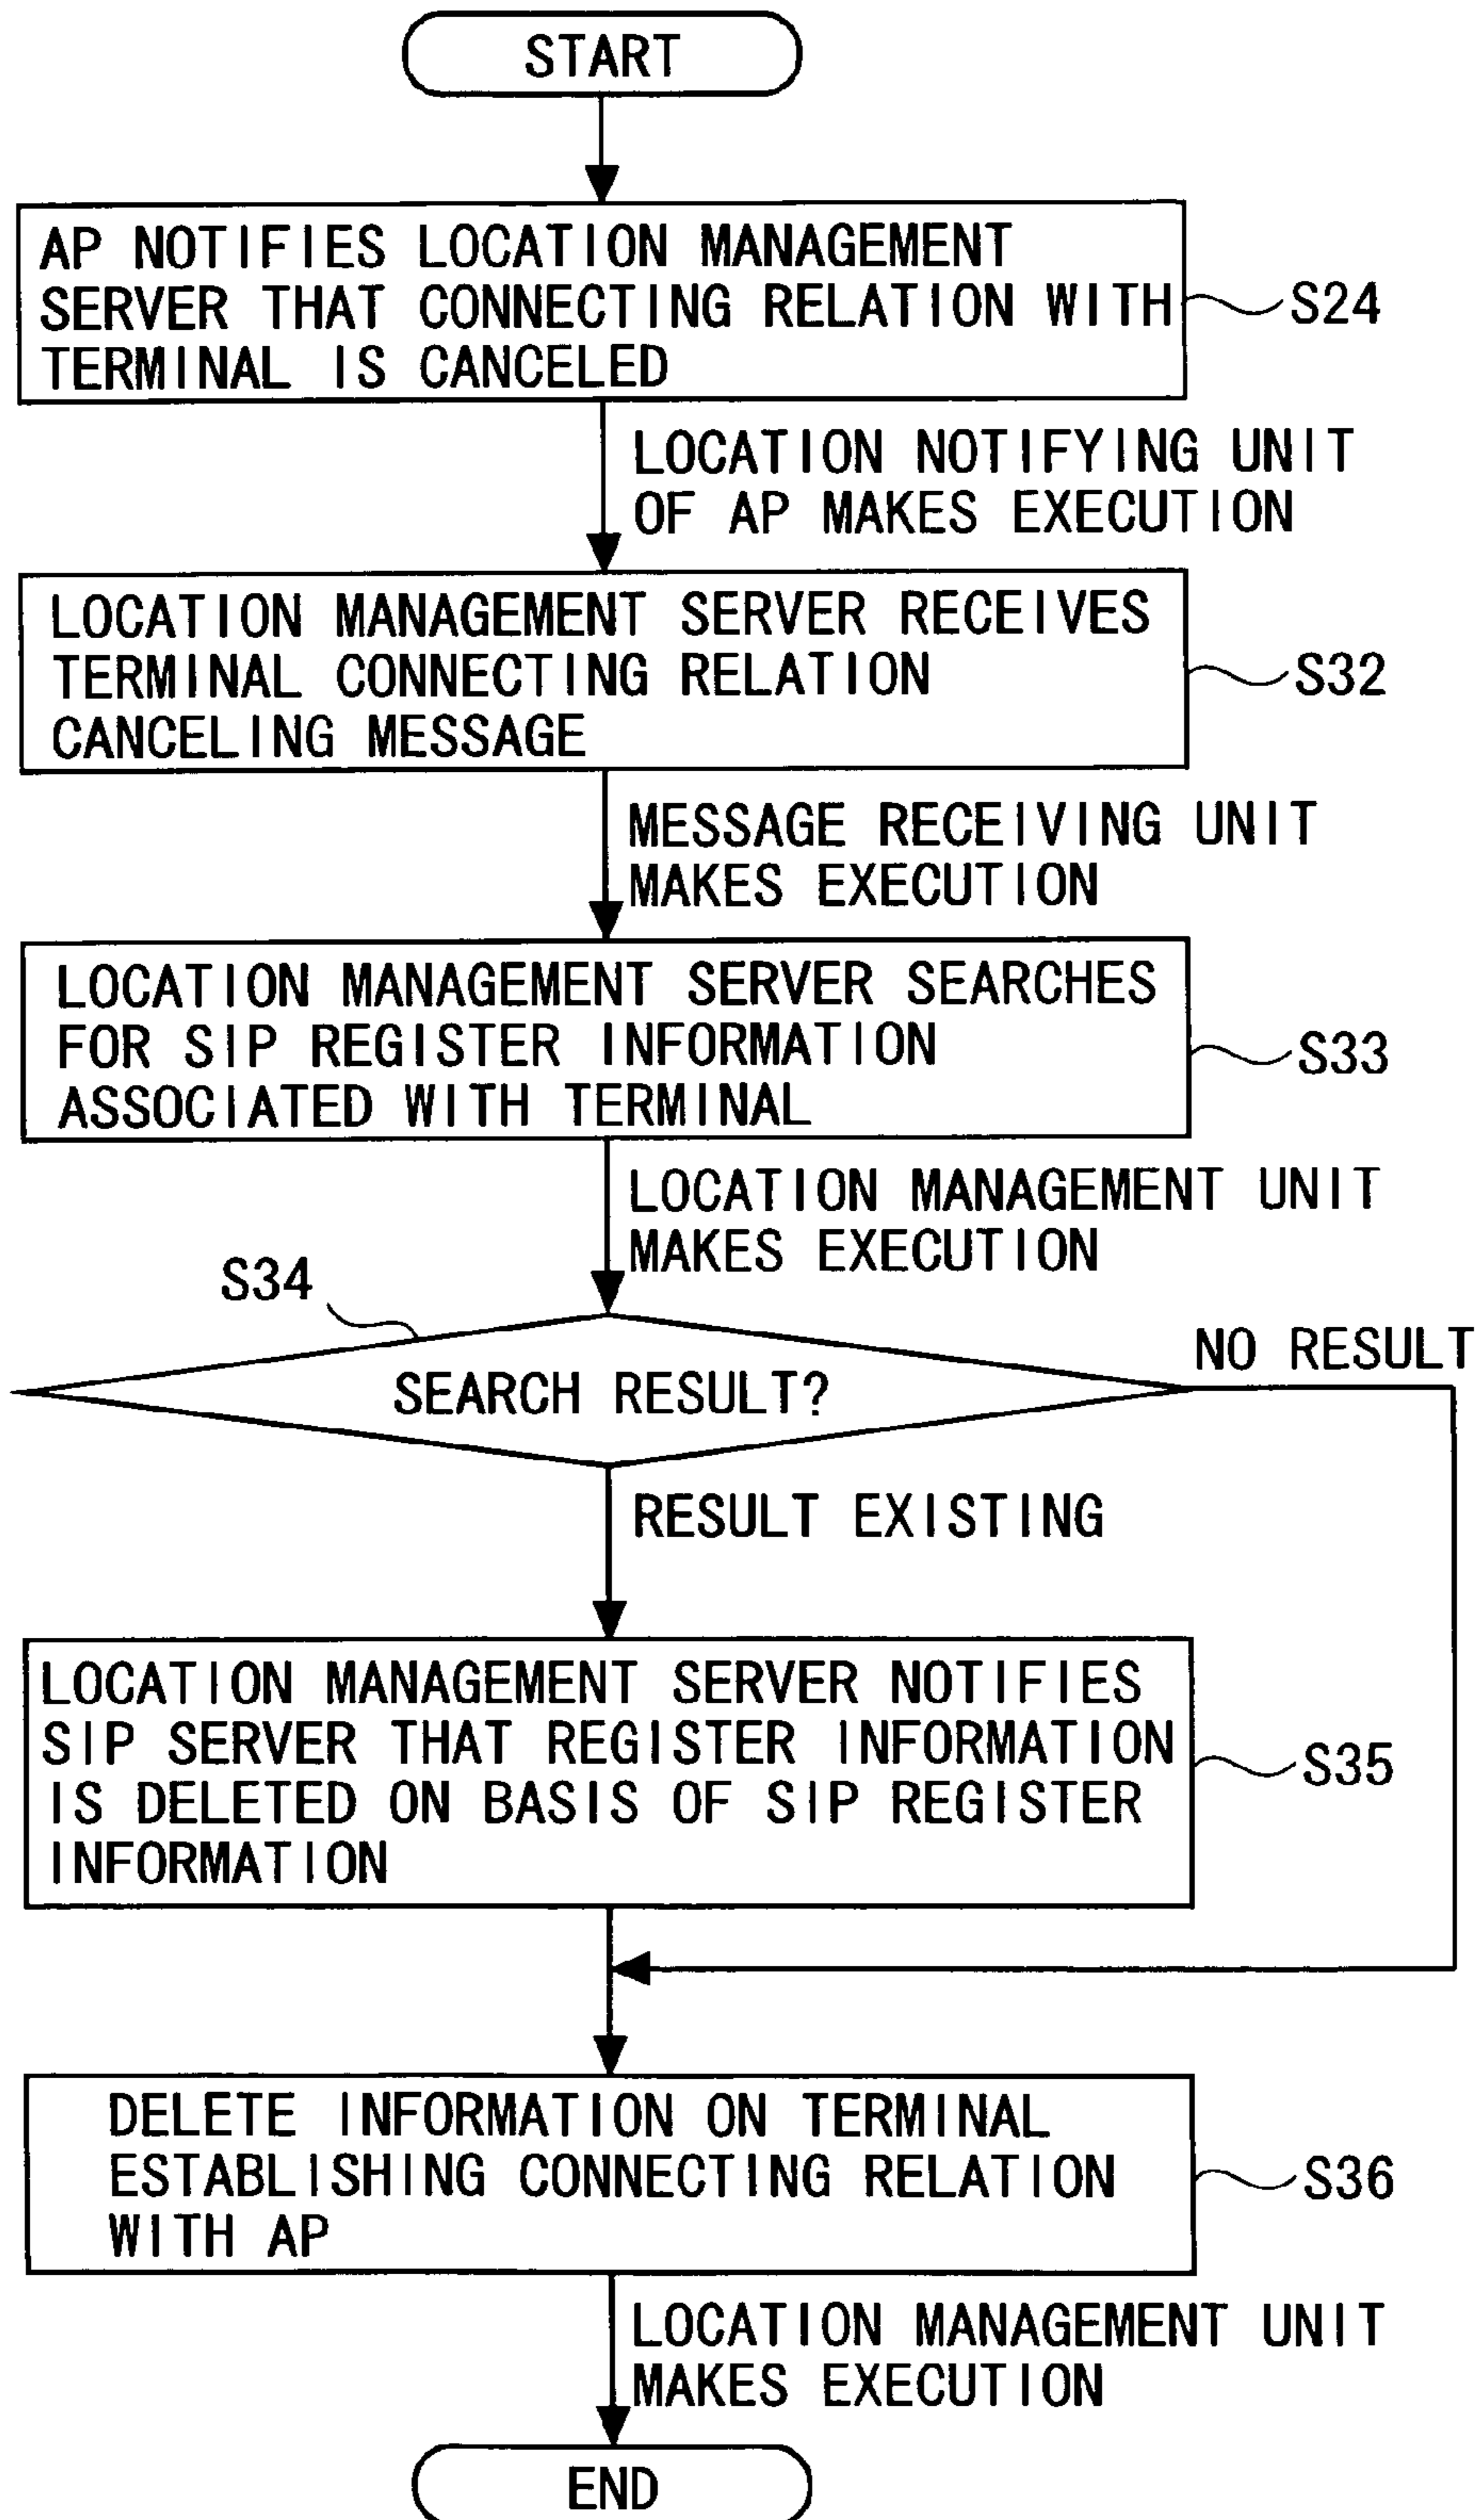 START
AP NOTIFIES LOCATION MANAGEMENT
SERVER THAT CONNECTING RELATION WITH
TERMINAL IS CANCELED
S24
LOCATION NOTIFYING UNIT
OF AP MAKES EXECUTION
LOCATION MANAGEMENT SERVER RECEIVES
TERMINAL CONNECTING RELATION
CANCELING MESSAGE
S32
MESSAGE RECEIVING UNIT
MAKES EXECUTION
LOCATION MANAGEMENT SERVER SEARCHES
FOR SIP REGISTER INFORMATION
ASSOCIATED WITH TERMINAL
S33
LOCATION MANAGEMENT UNIT
MAKES EXECUTION
S34
SEARCH RESULT?
NO RESULT
RESULT EXISTING
LOCATION MANAGEMENT SERVER NOTIFIES
SIP SERVER THAT REGISTER INFORMATION
IS DELETED ON BASIS OF SIP REGISTER
INFORMATION
S35
DELETE INFORMATION ON TERMINAL
ESTABLISHING CONNECTING RELATION
WITH AP
S36
LOCATION MANAGEMENT UNIT
MAKES EXECUTION
END